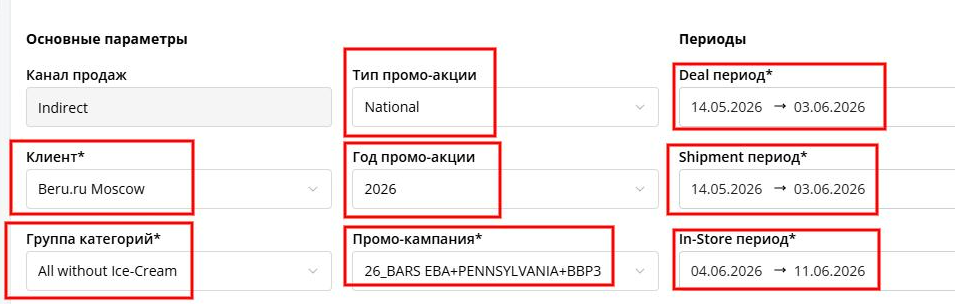 Основные параметры
Периоды
Канал продаж
Тип промо-акции
Deal период*
Indirect
National
14.05.2026 → 03.06.2026
Клиент*
Год промо-акции
Shipment период*
Beru.ru Moscow
2026
14.05.2026 → 03.06.2026
Группа категорий*
Промо-кампания*
In-Store период*
All without Ice-Cream
26_BARS EBA+PENNSYLVANIA+BBP3
04.06.2026 → 11.06.2026